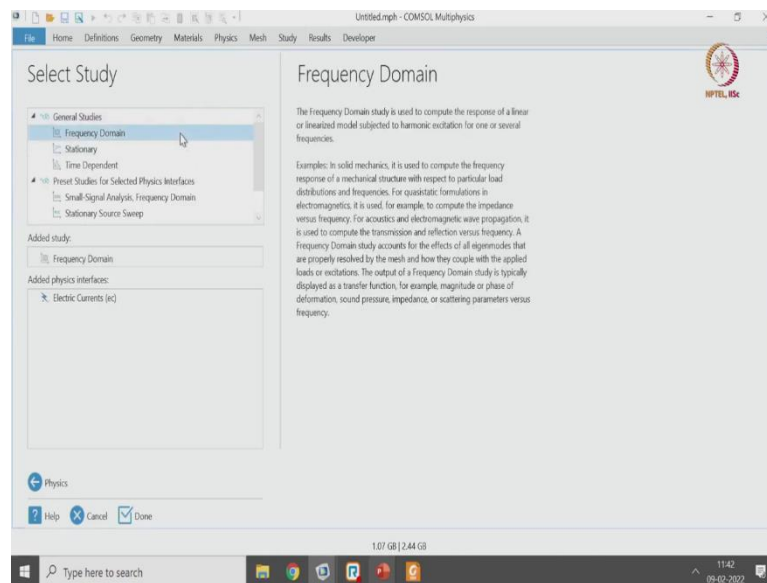 Untitled.mph - COMSOL Multiphysics
File Home Definitions Geometry Materials Physics Mesh Study Results Developer
Select Study
General Studies
Frequency Domain
Stationary
Time Dependent
Preset Studies for Selected Physics Interfaces
Small-Signal Analysis, Frequency Domain
Stationary Source Sweep
Added study:
Frequency Domain
Added physics interfaces:
Electric Currents (ec)
Physics
Help Cancel Done
Frequency Domain
The Frequency Domain study is used to compute the response of a linear
or linearized model subjected to harmonic excitation for one or several
frequencies.
Examples: In solid mechanics, it is used to compute the frequency
response of a mechanical structure with respect to particular load
distributions and frequencies. For quasistatic formulations in
electromagnetics, it is used, for example, to compute the impedance
versus frequency. For acoustics and electromagnetic wave propagation, it
is used to compute the transmission and reflection versus frequency. A
Frequency Domain study accounts for the effects of all eigenmodes that
are properly resolved by the mesh and how they couple with the applied
loads or excitations. The output of a Frequency Domain study is typically
displayed as a transfer function, for example, magnitude or phase of
deformation, sound pressure, impedance, or scattering parameters versus
frequency.
NPTEL, IISc
1.07 GB | 2.44 GB
Type here to search
11:42
09-02-2022